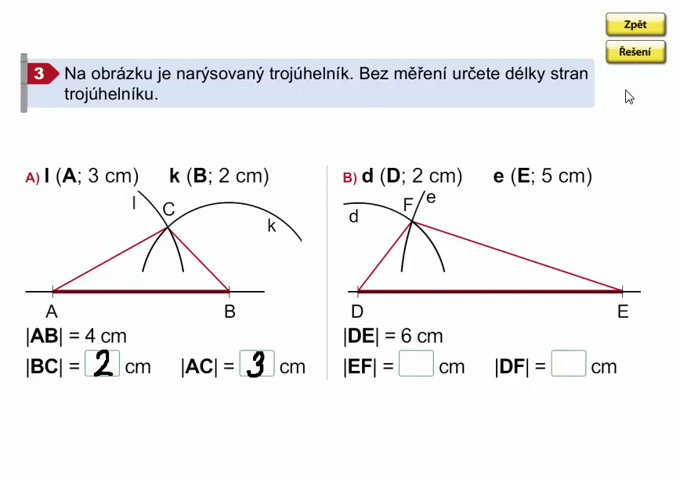 Zpět
Řešení
3 Na obrázku je narýsovaný trojúhelník. Bez měření určete délky stran
trojúhelníku.
A) l (A; 3 cm) k (B; 2 cm)
B) d (D; 2 cm) e (E; 5 cm)
l C k
A B
d F e
D E
|AB| = 4 cm
|BC| = 2 cm |AC| = 3 cm
|DE| = 6 cm
|EF| = cm |DF| = cm